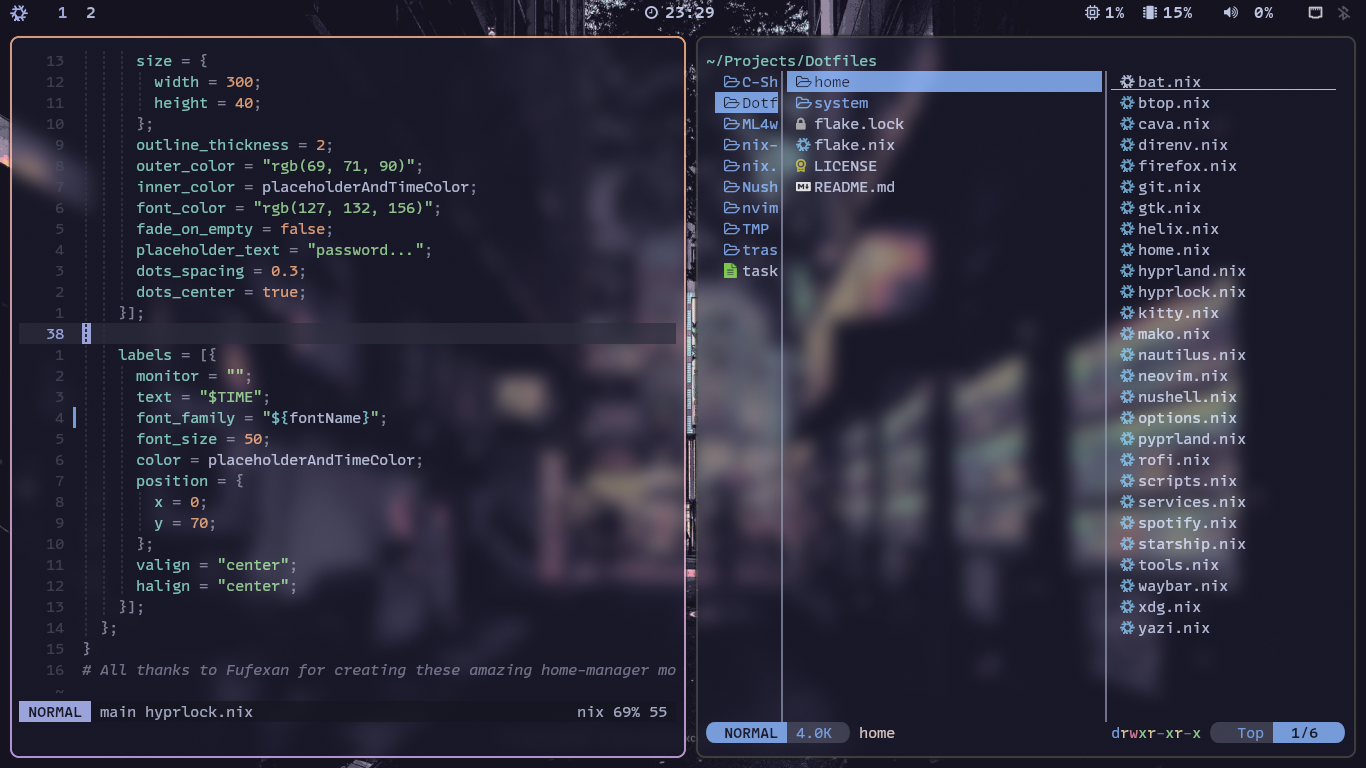 1 2
23:29
1% 15% 0%
13 size = {
12 width = 300;
11 height = 40;
10 };
9 outline_thickness = 2;
8 outer_color = "rgb(69, 71, 90)";
7 inner_color = placeholderAndTimeColor;
6 font_color = "rgb(127, 132, 156)";
5 fade_on_empty = false;
4 placeholder_text = "password...";
3 dots_spacing = 0.3;
2 dots_center = true;
1 }];
38
1 labels = [{
2 monitor = "";
3 text = "$TIME";
4 font_family = "${fontName}";
5 font_size = 50;
6 color = placeholderAndTimeColor;
7 position = {
8 x = 0;
9 y = 70;
10 };
11 valign = "center";
12 halign = "center";
13 }];
14 };
15 }
16 # All thanks to Fufexan for creating these amazing home-manager mo
~
NORMAL main hyprlock.nix nix 69% 55
~/Projects/Dotfiles
C-Sh
Dotf
ML4w
nix-
nix.
Nush
nvim
TMP
tras
task
home
system
flake.lock
flake.nix
LICENSE
README.md
bat.nix
btop.nix
cava.nix
direnv.nix
firefox.nix
git.nix
gtk.nix
helix.nix
home.nix
hyprland.nix
hyprlock.nix
kitty.nix
mako.nix
nautilus.nix
neovim.nix
nushell.nix
options.nix
pyprland.nix
rofi.nix
scripts.nix
services.nix
spotify.nix
starship.nix
tools.nix
waybar.nix
xdg.nix
yazi.nix
NORMAL 4.0K home drwxr-xr-x Top 1/6